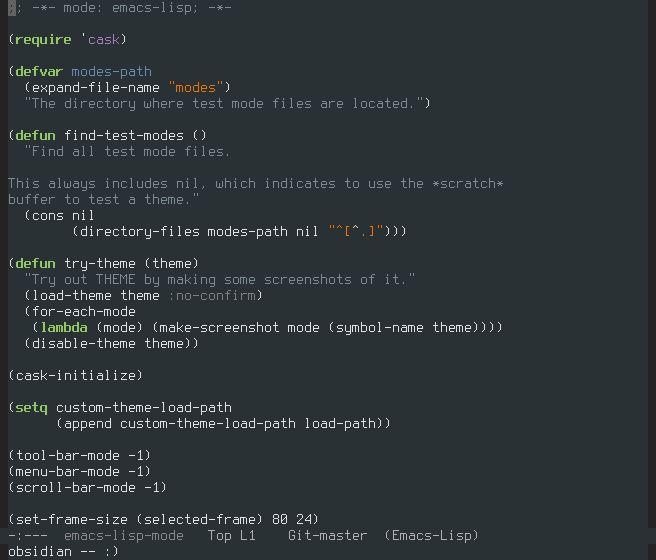 ;; -*- mode: emacs-lisp; -*-
(require 'cask)
(defvar modes-path
(expand-file-name "modes")
"The directory where test mode files are located.")
(defun find-test-modes ()
"Find all test mode files.
This always includes nil, which indicates to use the *scratch*
buffer to test a theme."
(cons nil
(directory-files modes-path nil "^[^.]")))
(defun try-theme (theme)
"Try out THEME by making some screenshots of it."
(load-theme theme :no-confirm)
(for-each-mode
(lambda (mode) (make-screenshot mode (symbol-name theme))))
(disable-theme theme))
(cask-initialize)
(setq custom-theme-load-path
(append custom-theme-load-path load-path))
(tool-bar-mode -1)
(menu-bar-mode -1)
(scroll-bar-mode -1)
(set-frame-size (selected-frame) 80 24)
-:--- emacs-lisp-mode Top L1 Git-master (Emacs-Lisp)
obsidian -- :)